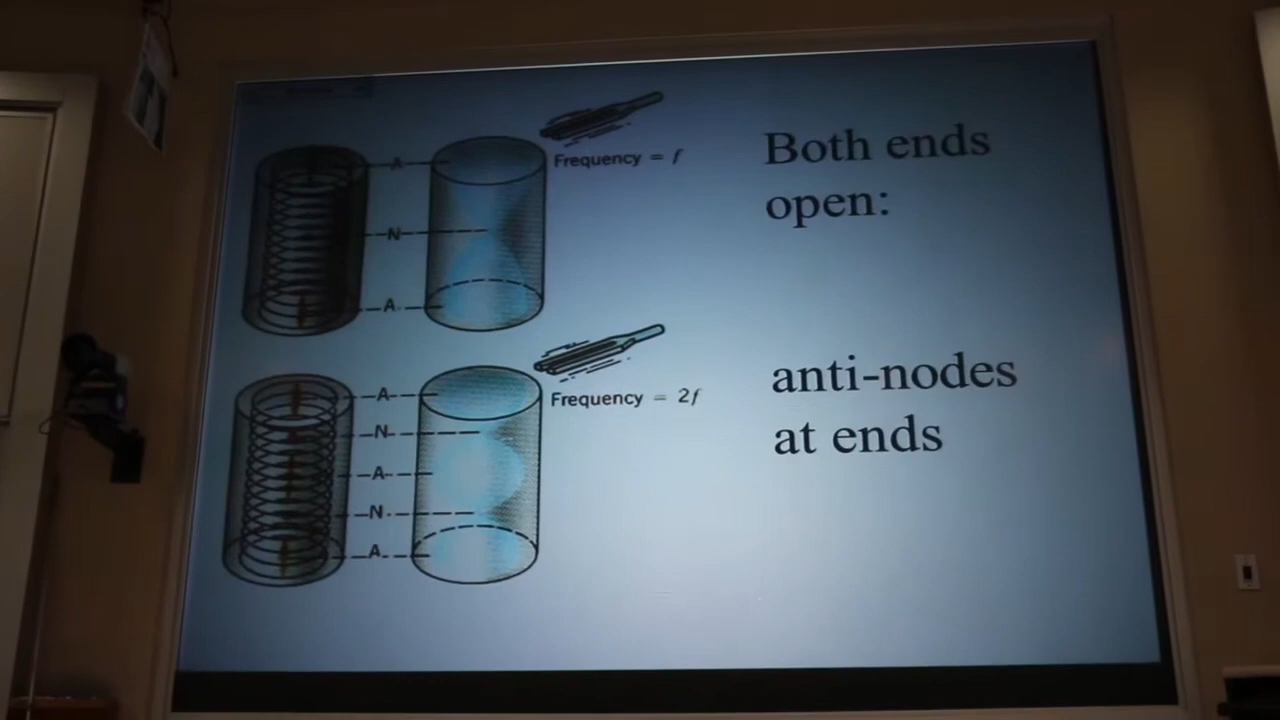 Both ends
open:
A
Frequency = f
N
A
anti-nodes
at ends
A
Frequency = 2f
N
A
N
A